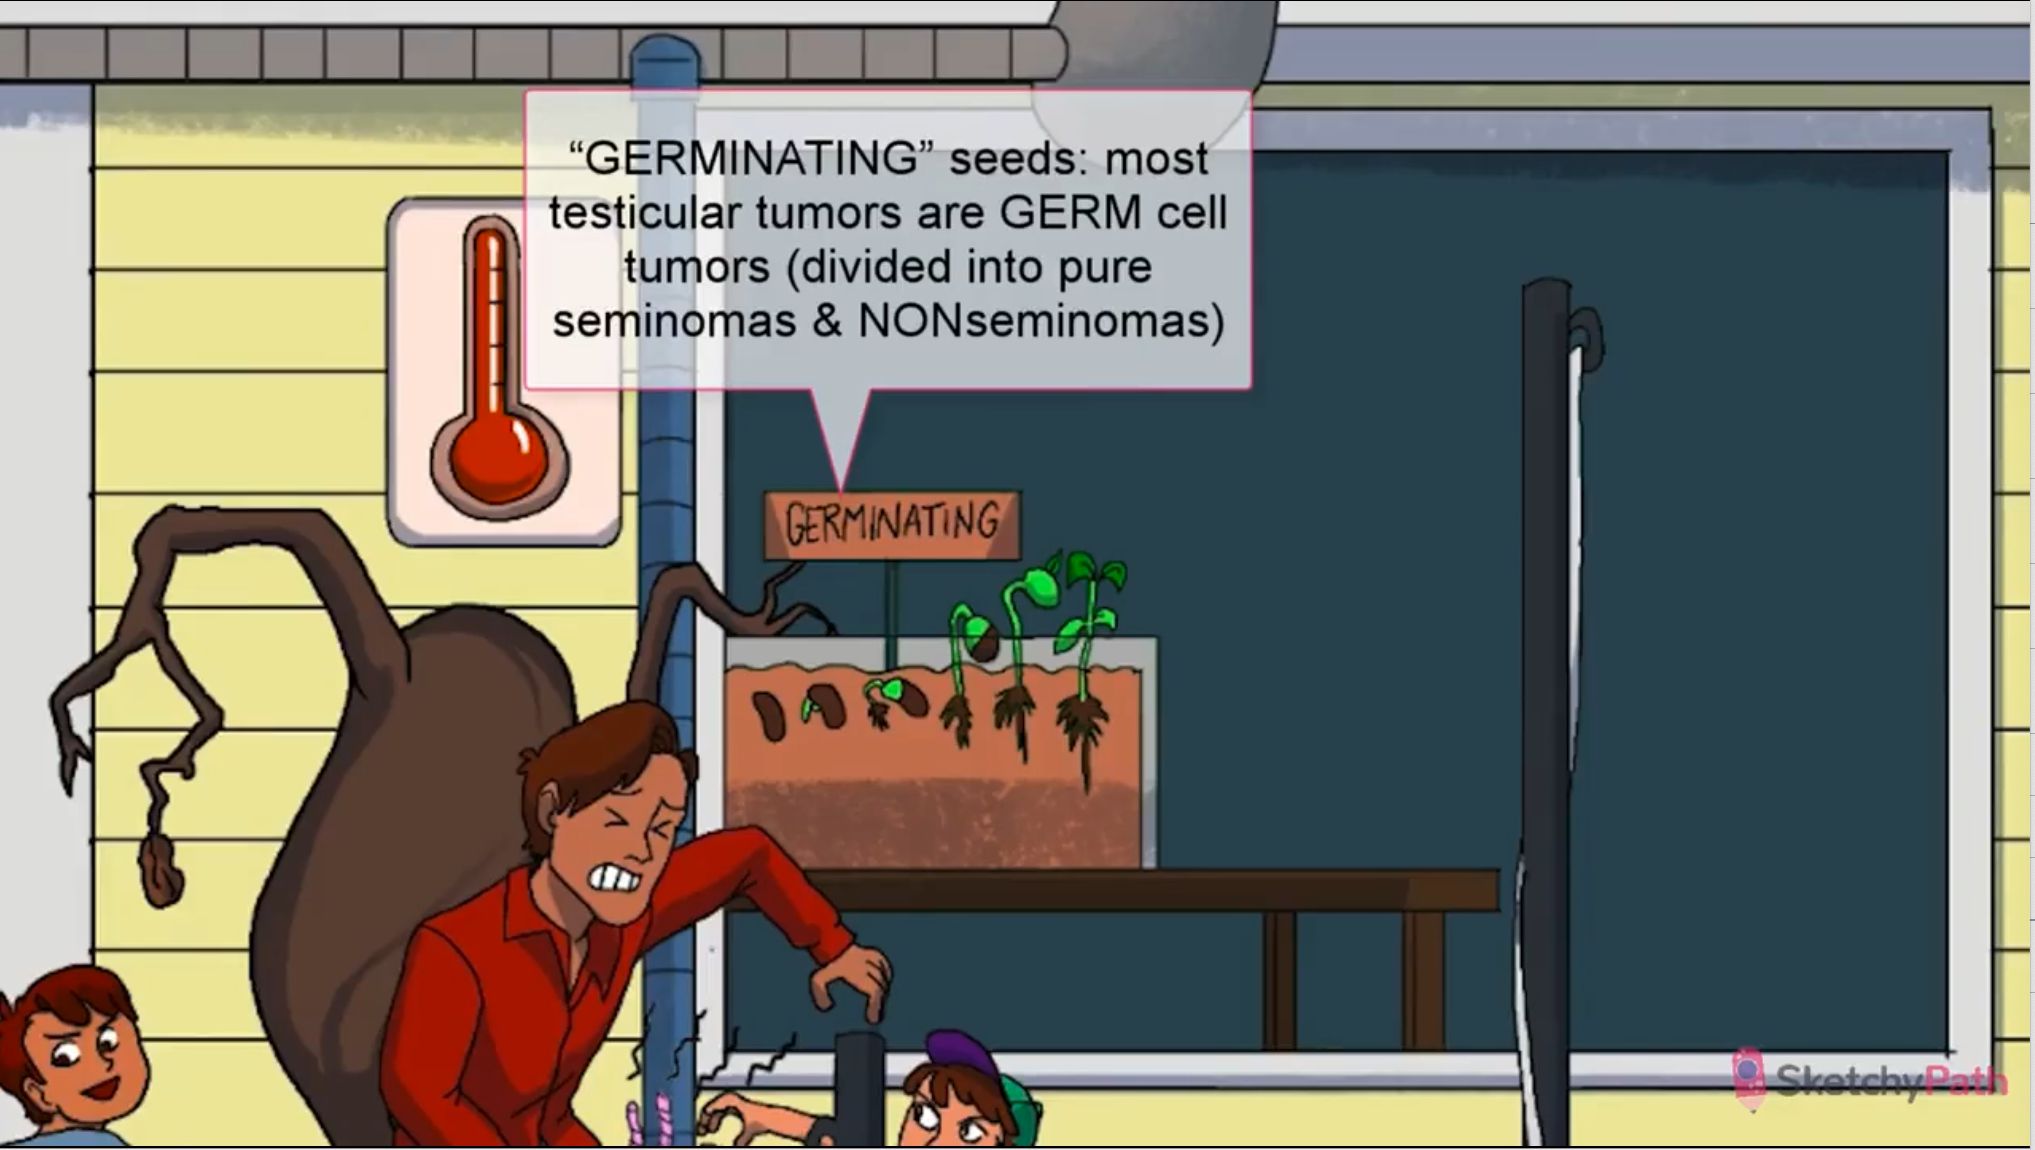 “GERMINATING” seeds: most
testicular tumors are GERM cell
tumors (divided into pure
seminomas & NONseminomas)
GERMINATING
SketchyPath